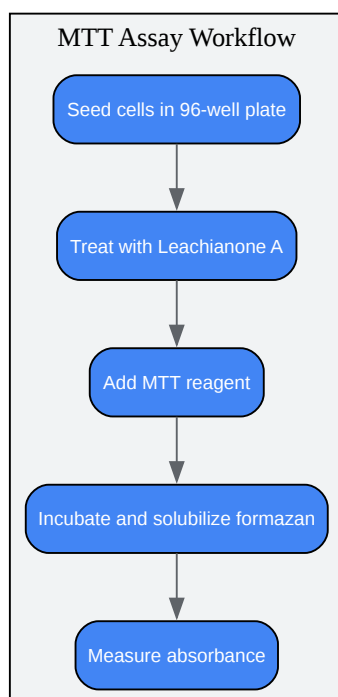 MTT Assay Workflow
Seed cells in 96-well plate
Treat with Leachianone A
Add MTT reagent
Incubate and solubilize formazan
Measure absorbance